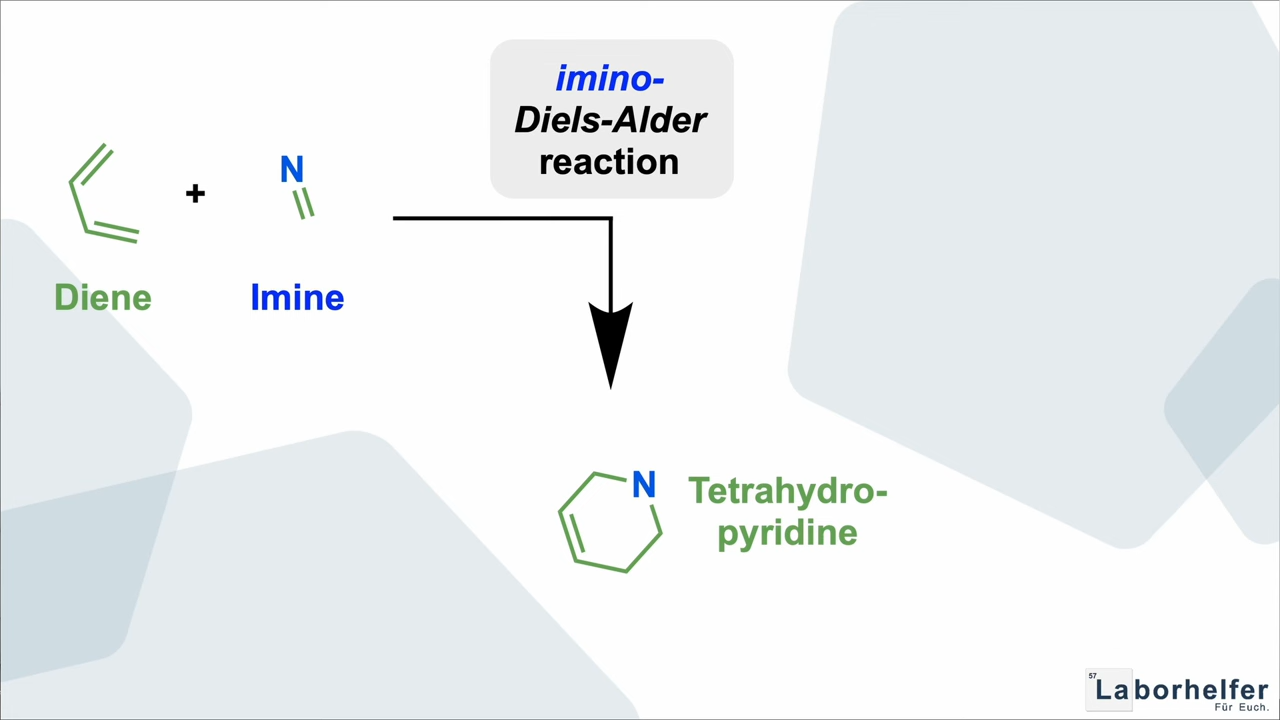 imino-
Diels-Alder
reaction
+
N
Diene
Imine
N
Tetrahydro-
pyridine
57
Laborhelfer
Für Euch.